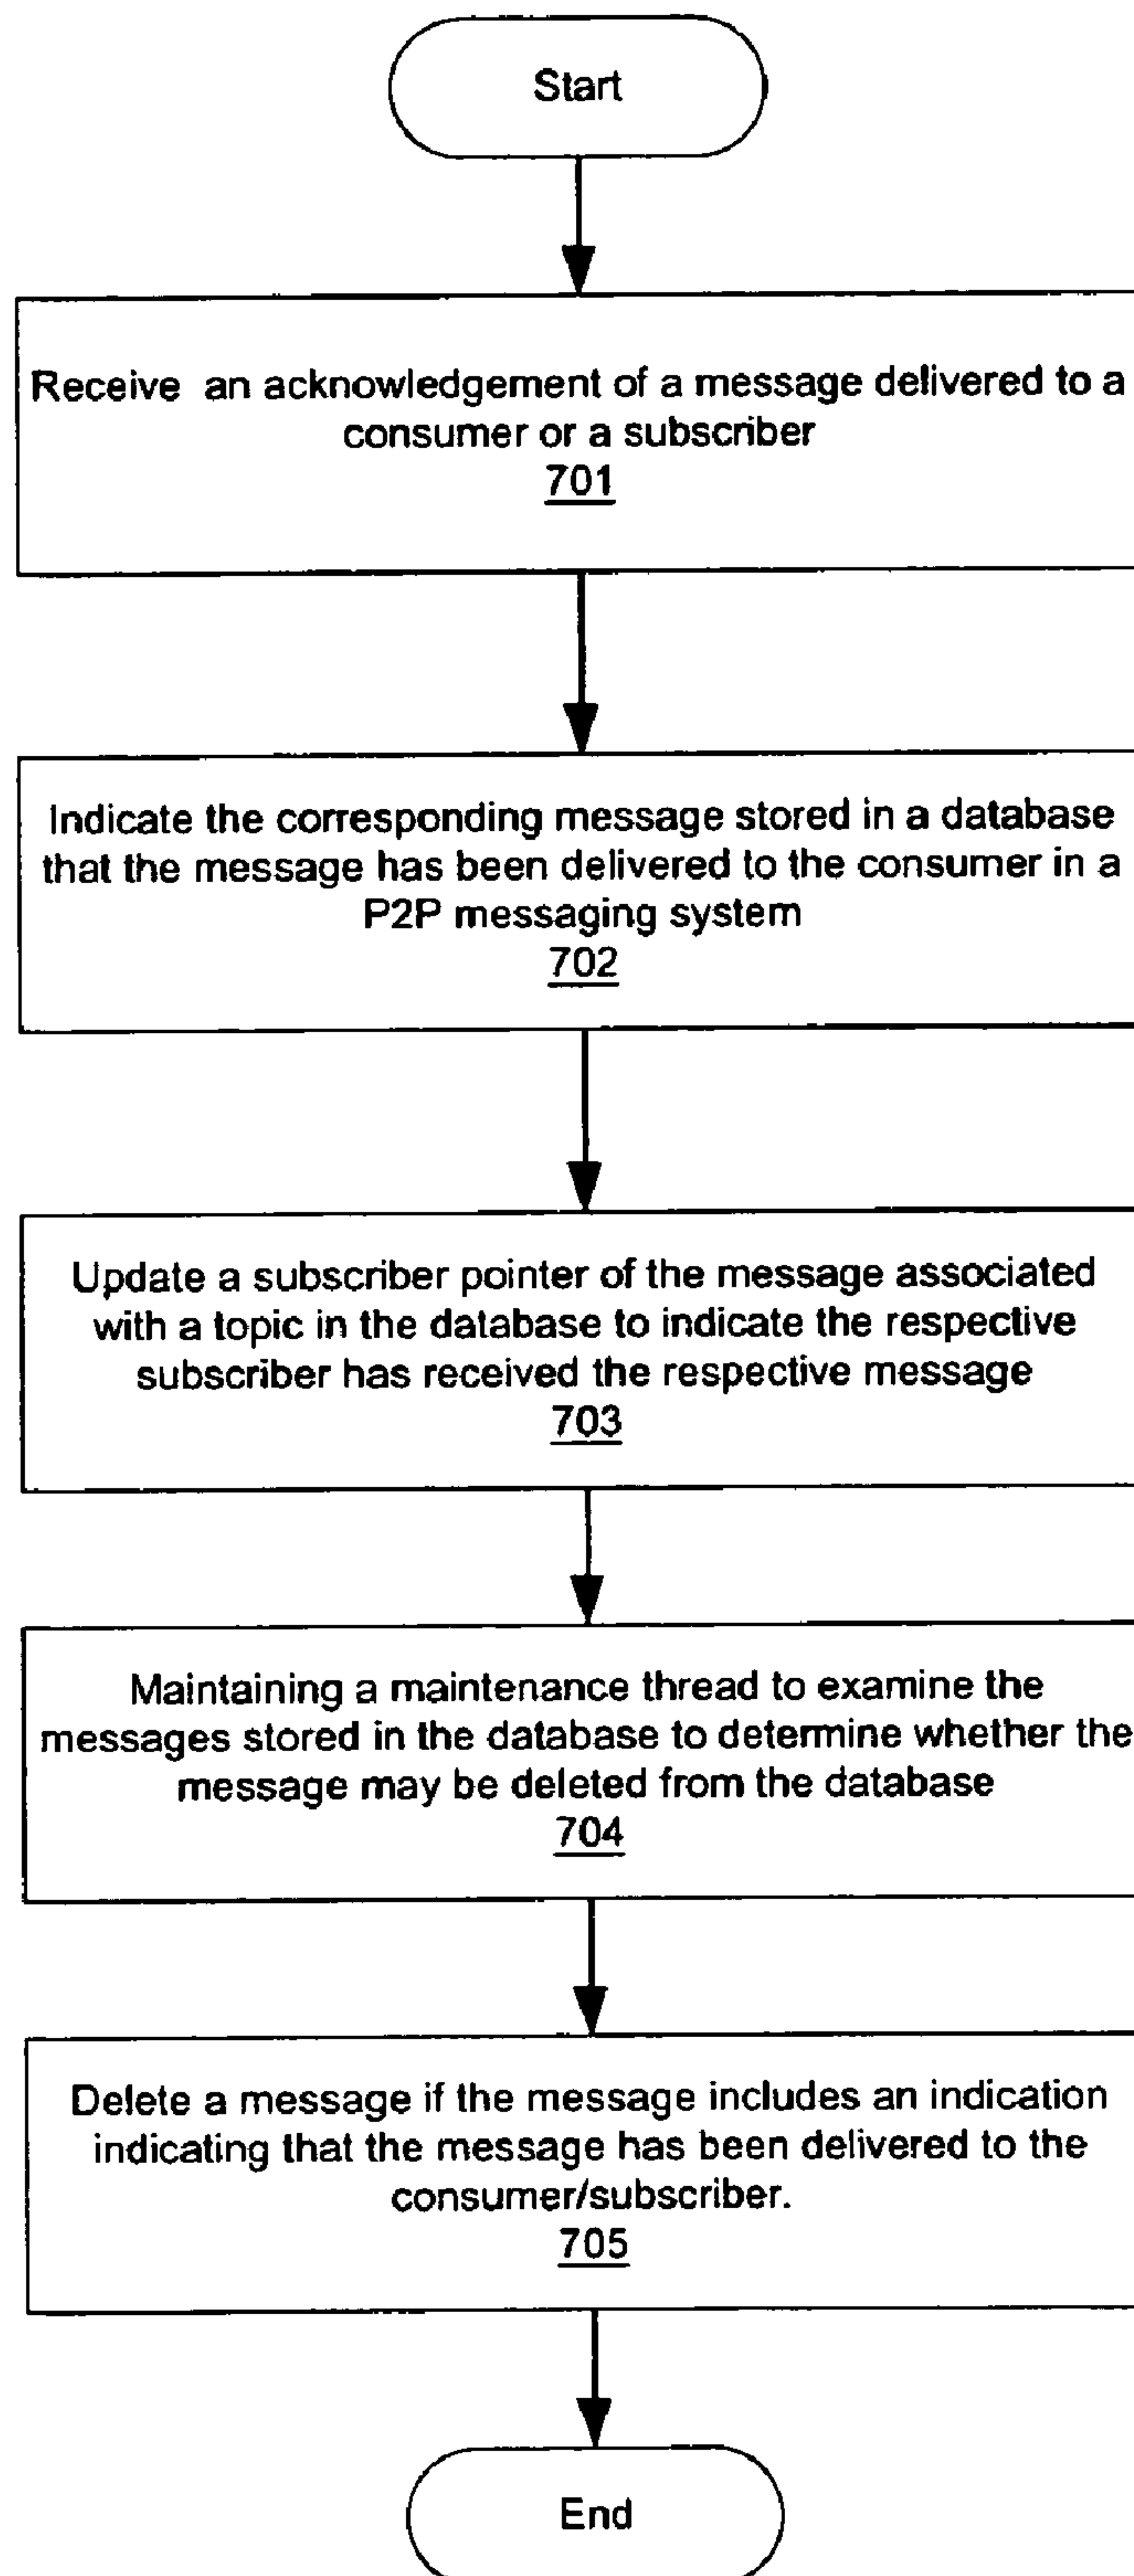 Start
Receive an acknowledgement of a message delivered to a
consumer or a subscriber
701
Indicate the corresponding message stored in a database
that the message has been delivered to the consumer in a
P2P messaging system
702
Update a subscriber pointer of the message associated
with a topic in the database to indicate the respective
subscriber has received the respective message
703
Maintaining a maintenance thread to examine the
messages stored in the database to determine whether the
message may be deleted from the database
704
Delete a message if the message includes an indication
indicating that the message has been delivered to the
consumer/subscriber.
705
End